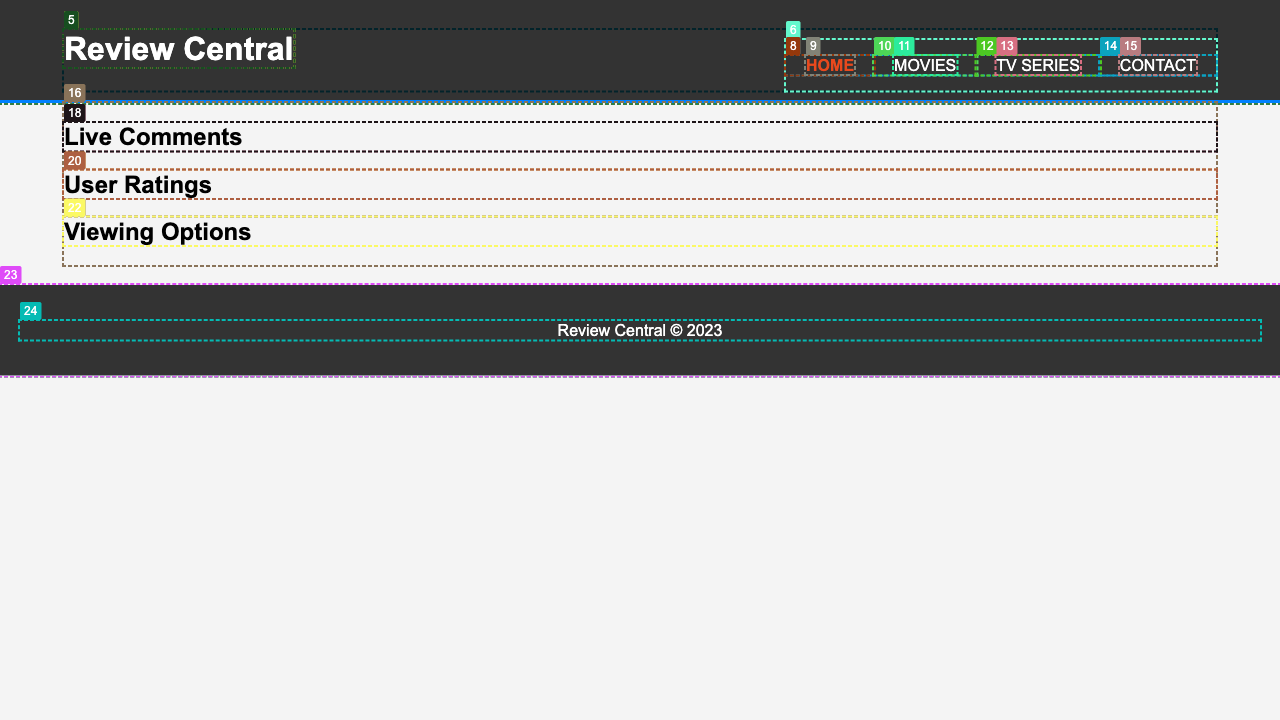 5
Review Central
6
8 9 10 11 12 13 14 15
HOME MOVIES TV SERIES CONTACT
16
18
Live Comments
20
User Ratings
22
Viewing Options
23
24
Review Central © 2023